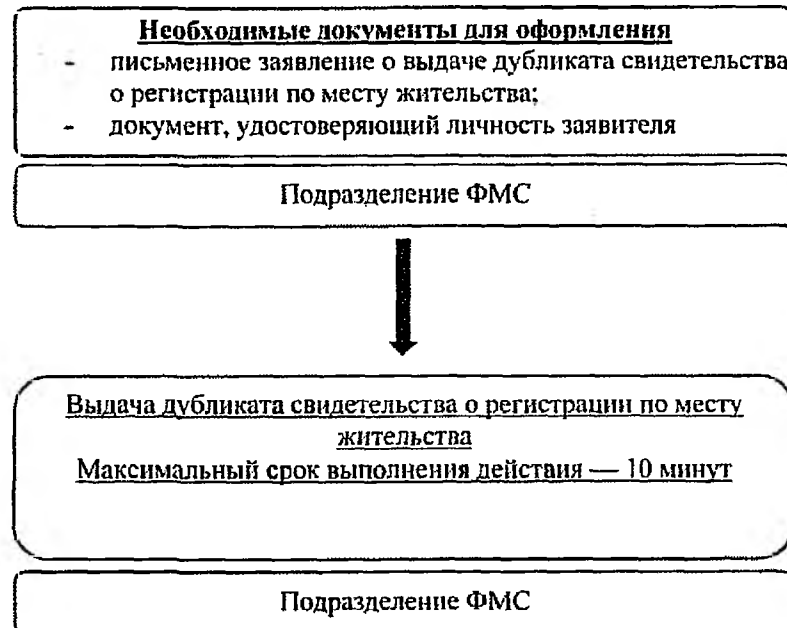 Необходимые документы для оформления
- письменное заявление о выдаче дубликата свидетельства
о регистрации по месту жительства;
- документ, удостоверяющий личность заявителя
Подразделение ФМС
Выдача дубликата свидетельства о регистрации по месту
жительства
Максимальный срок выполнения действия — 10 минут
Подразделение ФМС